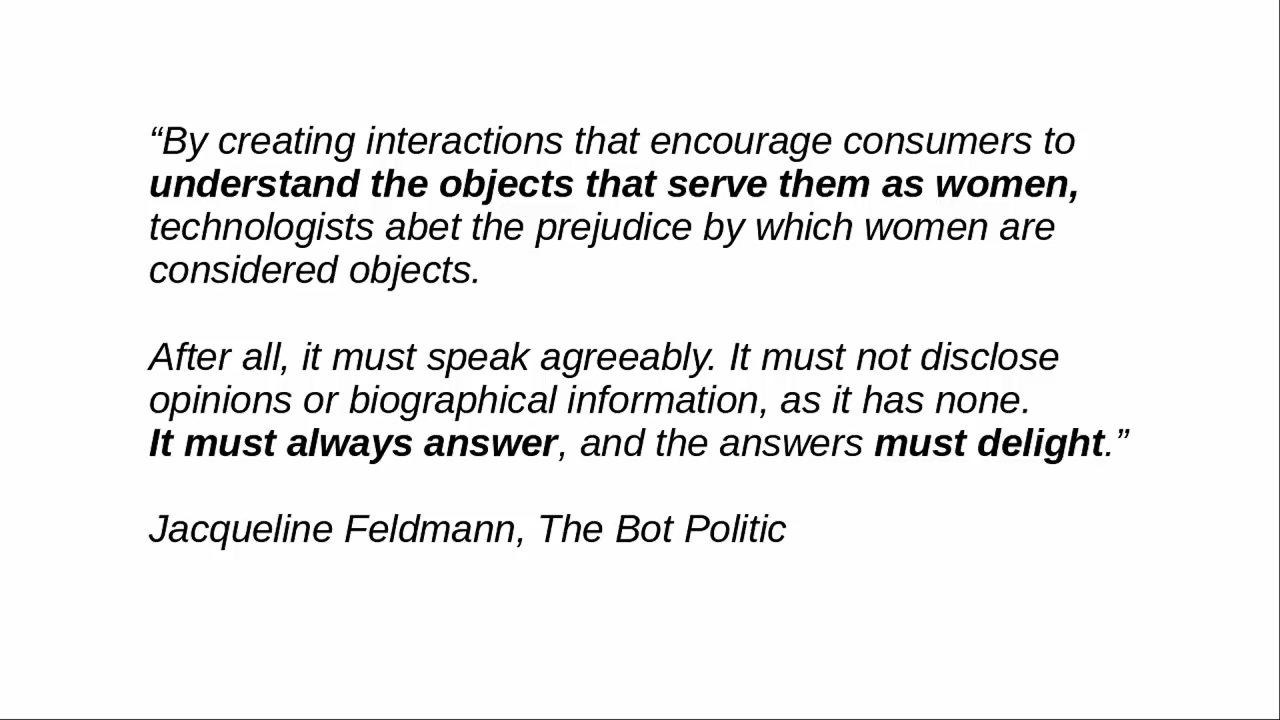 “By creating interactions that encourage consumers to
understand the objects that serve them as women,
technologists abet the prejudice by which women are
considered objects.
After all, it must speak agreeably. It must not disclose
opinions or biographical information, as it has none.
It must always answer, and the answers must delight.”
Jacqueline Feldmann, The Bot Politic